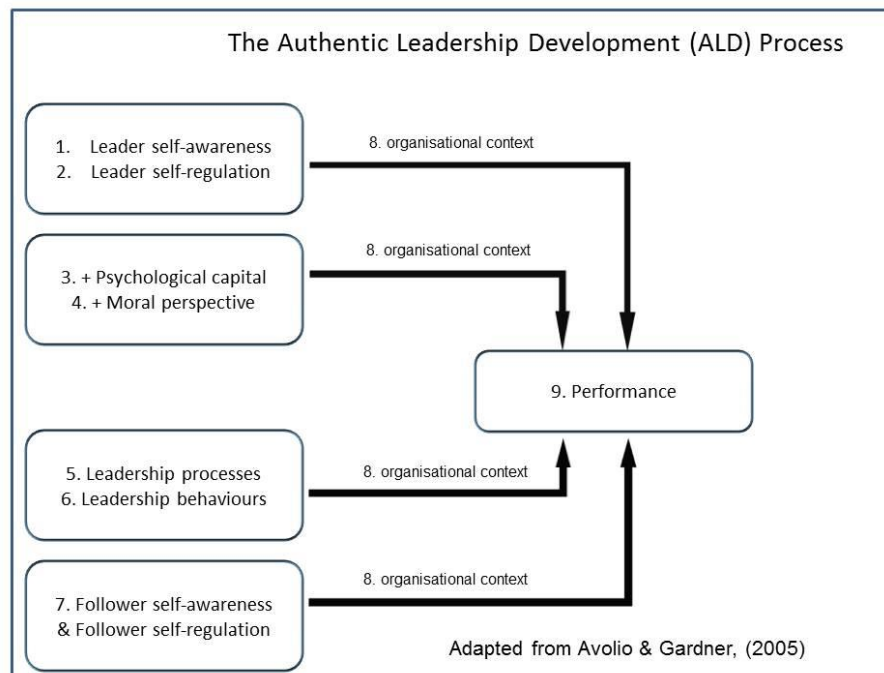 The Authentic Leadership Development (ALD) Process
1. Leader self-awareness
2. Leader self-regulation
8. organisational context
3. + Psychological capital
4. + Moral perspective
8. organisational context
9. Performance
5. Leadership processes
6. Leadership behaviours
8. organisational context
7. Follower self-awareness
& Follower self-regulation
8. organisational context
Adapted from Avolio & Gardner, (2005)